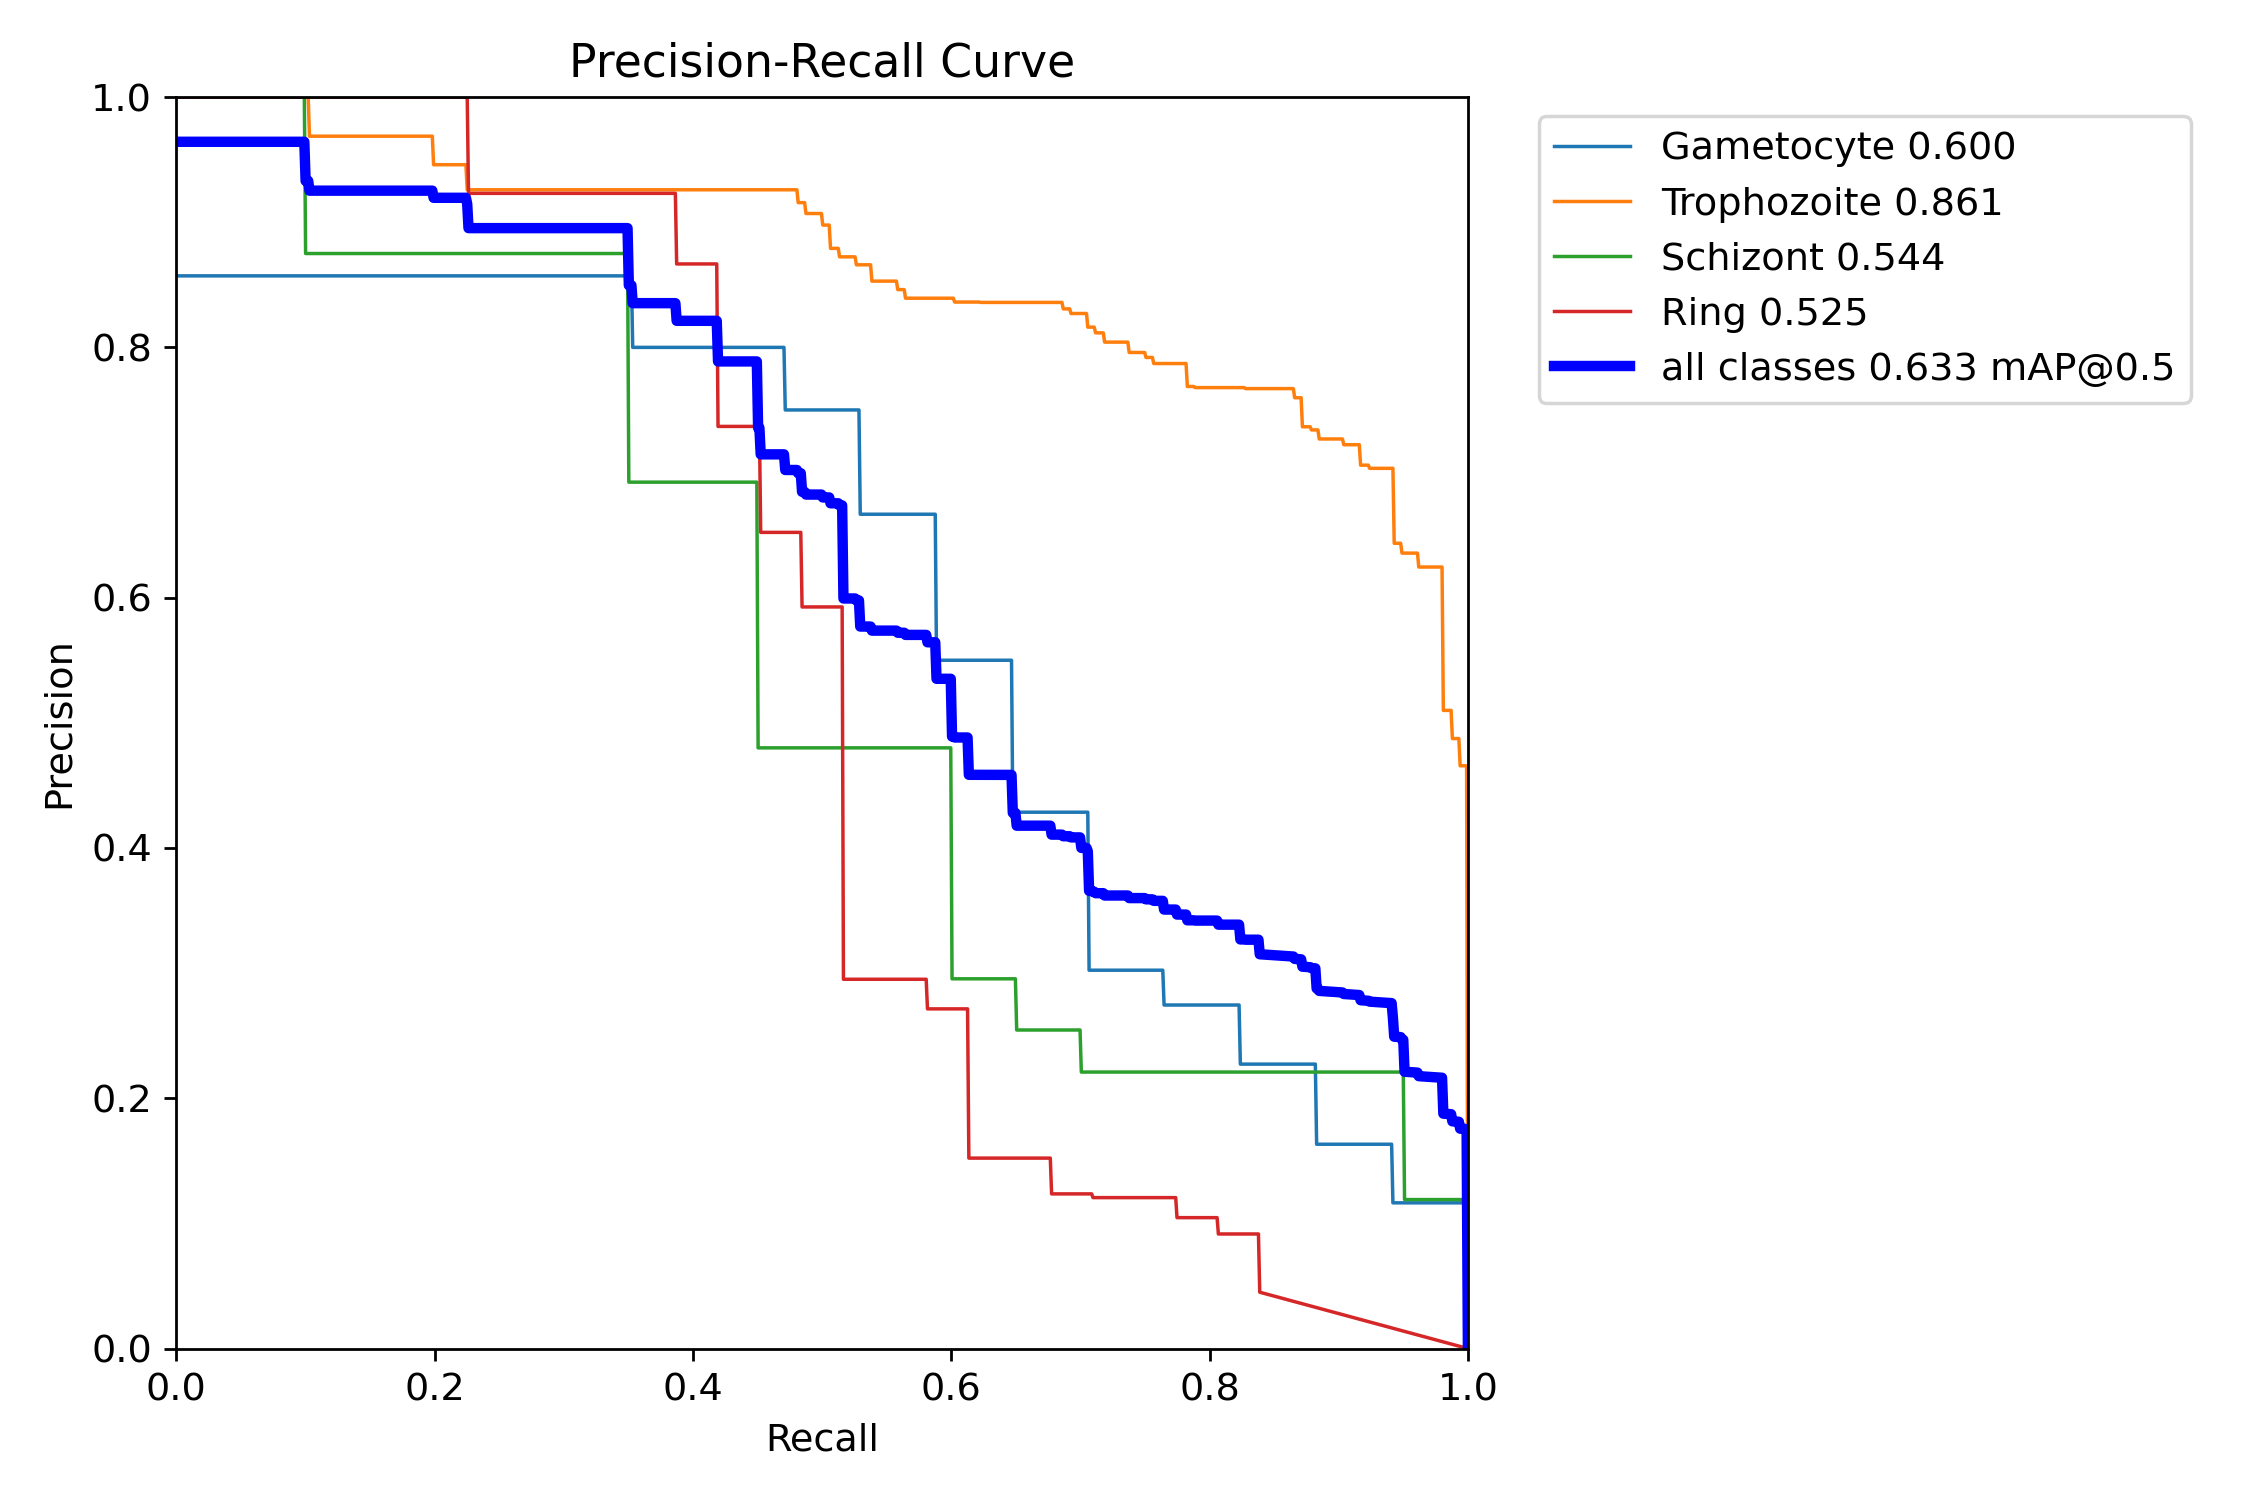 Precision-Recall Curve
1.0
0.8
0.6
0.4
0.2
0.0
Precision
0.0 0.2 0.4 0.6 0.8 1.0
Recall
Gametocyte 0.600
Trophozoite 0.861
Schizont 0.544
Ring 0.525
all classes 0.633 mAP@0.5